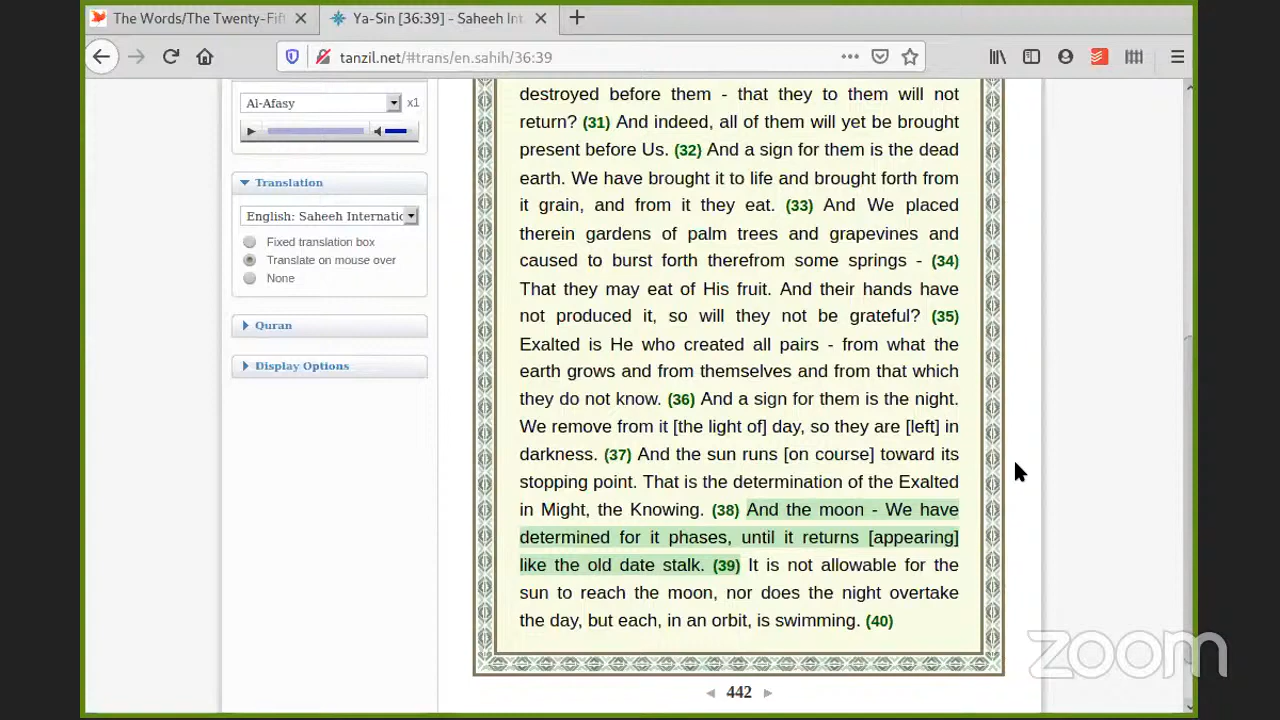 The Words/The Twenty-Fift
Ya-Sin [36:39] - Saheeh Int
tanzil.net/#trans/en.sahih/36:39
Al-Afasy
x1
Translation
English: Saheeh Internatic
Fixed translation box
Translate on mouse over
None
Quran
Display Options
destroyed before them - that they to them will not
return? (31) And indeed, all of them will yet be brought
present before Us. (32) And a sign for them is the dead
earth. We have brought it to life and brought forth from
it grain, and from it they eat. (33) And We placed
therein gardens of palm trees and grapevines and
caused to burst forth therefrom some springs - (34)
That they may eat of His fruit. And their hands have
not produced it, so will they not be grateful? (35)
Exalted is He who created all pairs - from what the
earth grows and from themselves and from that which
they do not know. (36) And a sign for them is the night.
We remove from it [the light of] day, so they are [left] in
darkness. (37) And the sun runs [on course] toward its
stopping point. That is the determination of the Exalted
in Might, the Knowing. (38) And the moon - We have
determined for it phases, until it returns [appearing]
like the old date stalk. (39) It is not allowable for the
sun to reach the moon, nor does the night overtake
the day, but each, in an orbit, is swimming. (40)
442
zoom